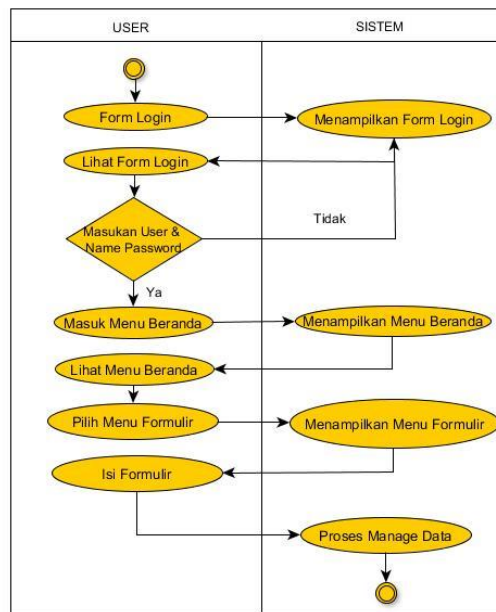 USER
SISTEM
Form Login
Menampilkan Form Login
Lihat Form Login
Masukan User &
Name Password
Tidak
Ya
Masuk Menu Beranda
Menampilkan Menu Beranda
Lihat Menu Beranda
Pilih Menu Formulir
Menampilkan Menu Formulir
Isi Formulir
Proses Manage Data